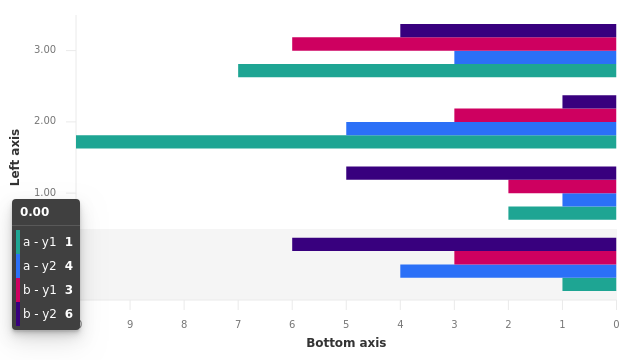 3.00
2.00
1.00
Left axis
0.00
a - y1 1
a - y2 4
b - y1 3
b - y2 6
9 8 7 6 5 4 3 2 1 0
Bottom axis